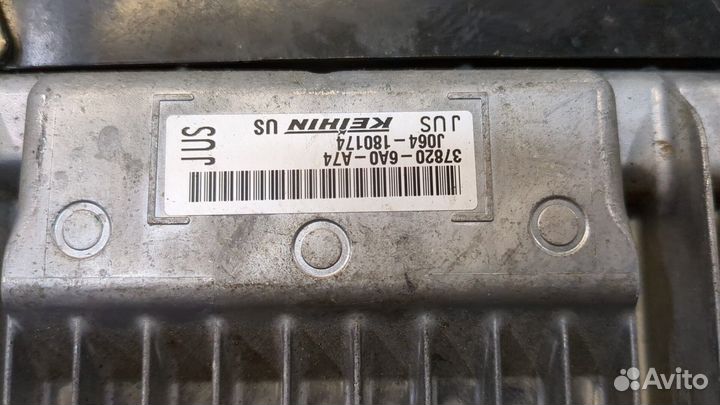 JUS
KEIHIN US
JUS
J064-180174
37820-6A0-A74
Avito